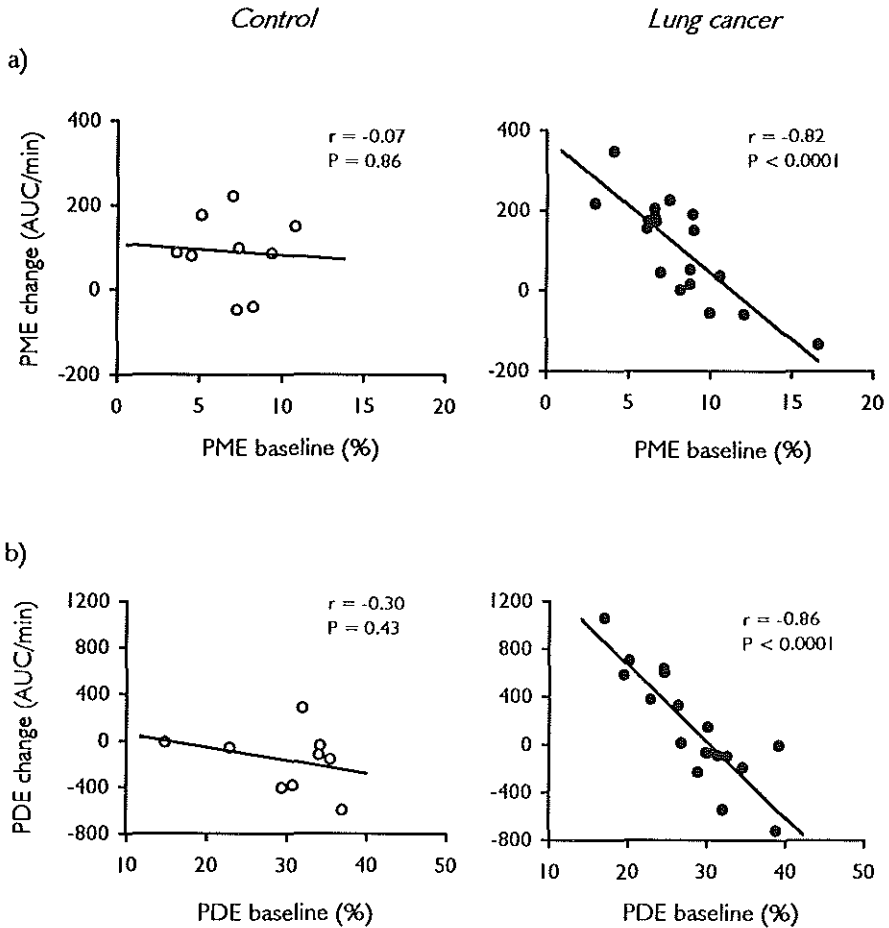 Control
Lung cancer
a)
PME change (AUC/min)
400
200
0
-200
0 5 10 15 20
PME baseline (%)
r = -0.07
P = 0.86
400
200
0
-200
0 5 10 15 20
PME baseline (%)
r = -0.82
P < 0.0001
b)
PDE change (AUC/min)
1200
800
400
0
-400
-800
10 20 30 40 50
PDE baseline (%)
r = -0.30
P = 0.43
1200
800
400
0
-400
-800
10 20 30 40 50
PDE baseline (%)
r = -0.86
P < 0.0001